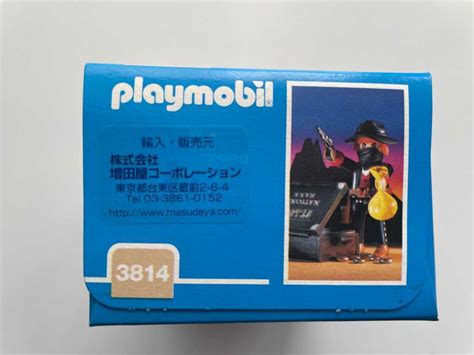 playmobil
輸入・販売元
株式会社
増田屋コーポレーション
東京都台東区蔵前2-6-4
Tel 03-3861-0152
http://www.masudaya.com/
3814